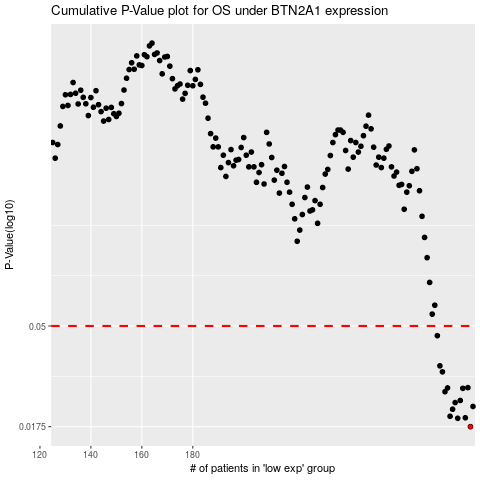 Cumulative P-Value plot for OS under BTN2A1 expression
P-Value(log10)
0.05
0.0175
120 140 160 180
# of patients in 'low exp' group